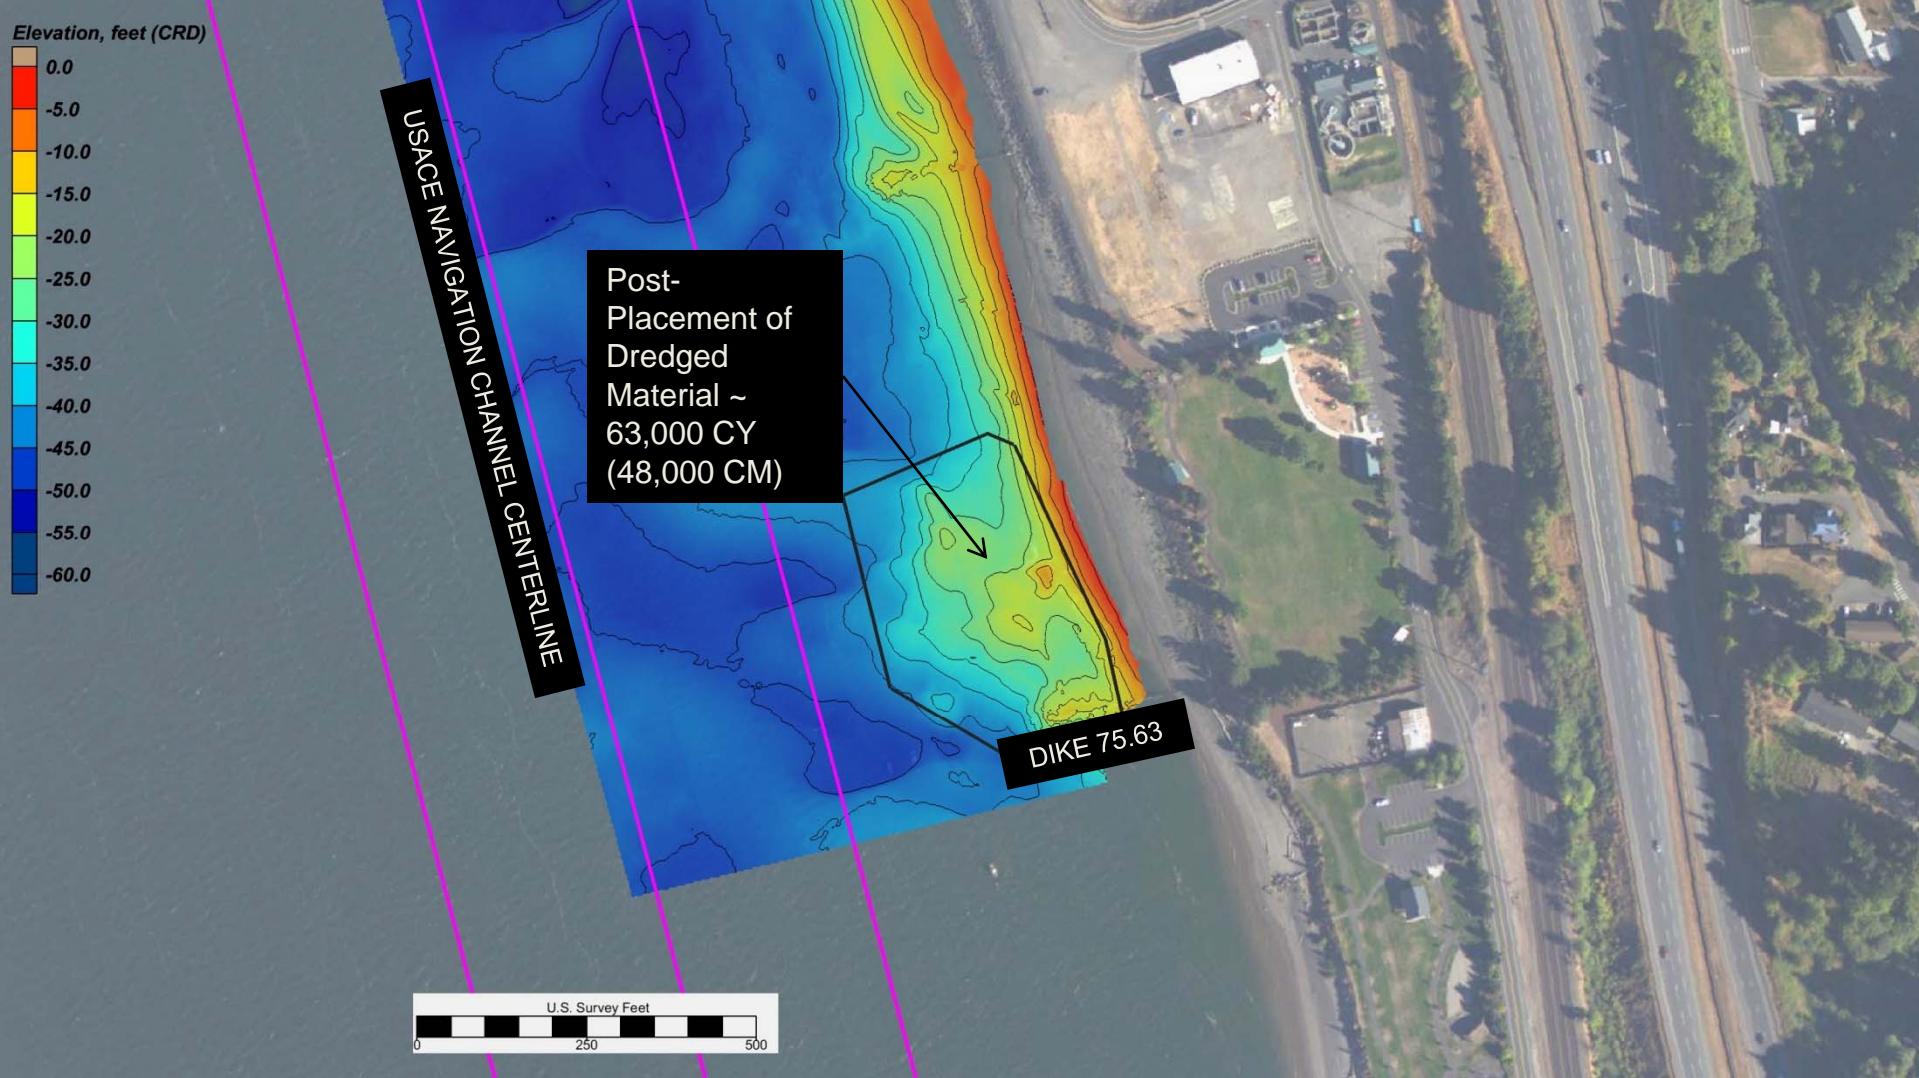 Elevation, feet (CRD)
0.0
-5.0
-10.0
-15.0
-20.0
-25.0
-30.0
-35.0
-40.0
-45.0
-50.0
-55.0
-60.0
USACE NAVIGATION CHANNEL CENTERLINE
Post-
Placement of
Dredged
Material ~
63,000 CY
(48,000 CM)
DIKE 75.63
U.S. Survey Feet
0 250 500